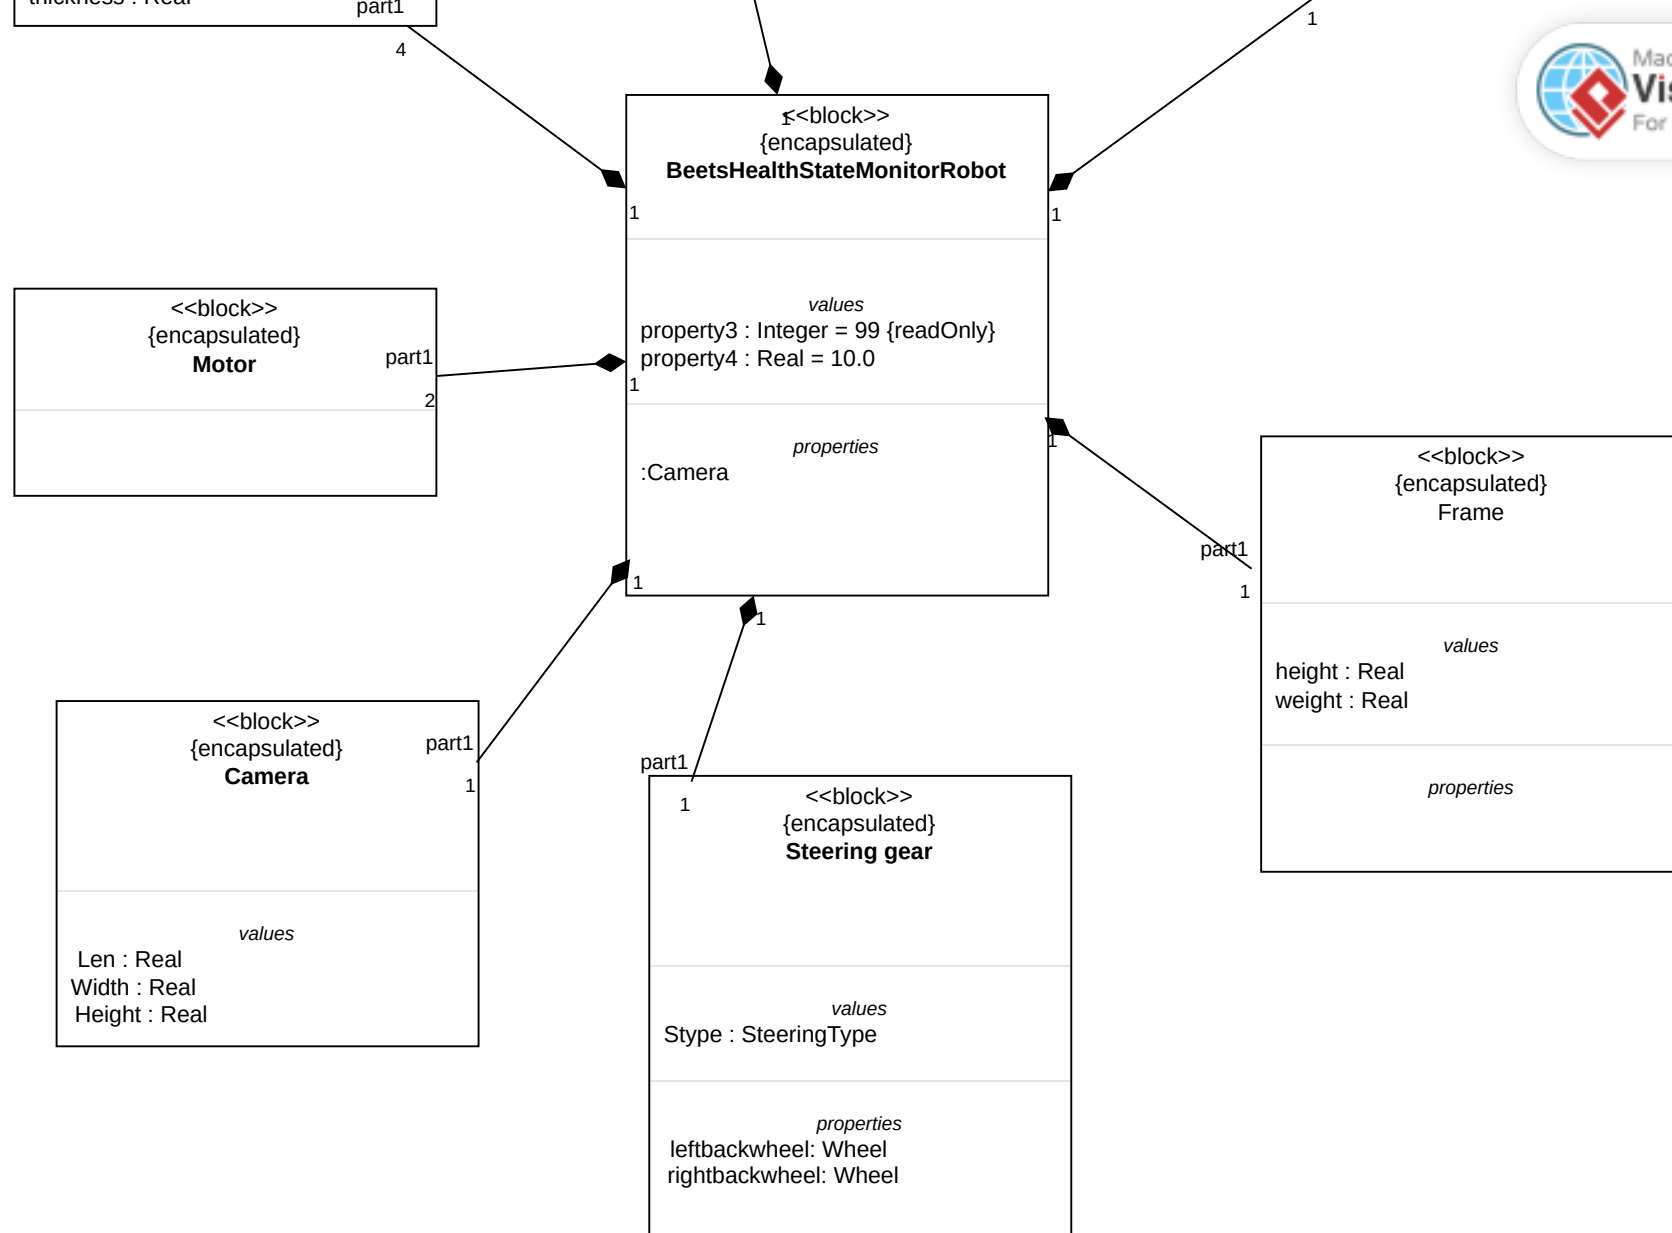 thickness : Real
part1
4
1
<<block>>
{encapsulated}
BeetsHealthStateMonitorRobot
1
1
1
values
property3 : Integer = 99 {readOnly}
property4 : Real = 10.0
1
properties
:Camera
1
1
1
<<block>>
{encapsulated}
Motor
part1
2
<<block>>
{encapsulated}
Frame
part1
1
values
height : Real
weight : Real
properties
<<block>>
{encapsulated}
Camera
part1
1
values
Len : Real
Width : Real
Height : Real
part1
1
<<block>>
{encapsulated}
Steering gear
values
Stype : SteeringType
properties
leftbackwheel: Wheel
rightbackwheel: Wheel
For